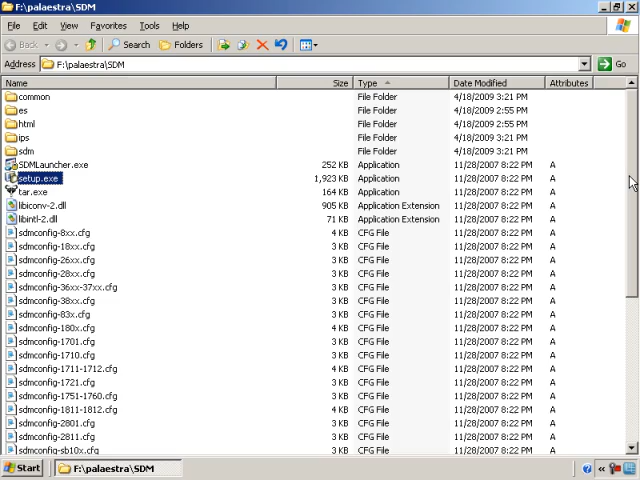 F:\palaestra\SDM
File Edit View Favorites Tools Help
Back Search Folders
Address F:\palaestra\SDM Go
Name Size Type Date Modified Attributes
common File Folder 4/18/2009 3:21 PM
es File Folder 4/18/2009 2:55 PM
html File Folder 4/18/2009 2:55 PM
ips File Folder 4/18/2009 3:21 PM
sdm File Folder 4/18/2009 3:21 PM
SDMLauncher.exe 252 KB Application 11/28/2007 8:22 PM A
setup.exe 1,923 KB Application 11/28/2007 8:22 PM A
tar.exe 164 KB Application 11/28/2007 8:22 PM A
libiconv-2.dll 905 KB Application Extension 11/28/2007 8:22 PM A
libintl-2.dll 71 KB Application Extension 11/28/2007 8:22 PM A
sdmconfig-8xx.cfg 4 KB CFG File 11/28/2007 8:22 PM A
sdmconfig-18xx.cfg 3 KB CFG File 11/28/2007 8:22 PM A
sdmconfig-26xx.cfg 3 KB CFG File 11/28/2007 8:22 PM A
sdmconfig-28xx.cfg 3 KB CFG File 11/28/2007 8:22 PM A
sdmconfig-36xx-37xx.cfg 3 KB CFG File 11/28/2007 8:22 PM A
sdmconfig-38xx.cfg 3 KB CFG File 11/28/2007 8:22 PM A
sdmconfig-83x.cfg 3 KB CFG File 11/28/2007 8:22 PM A
sdmconfig-180x.cfg 4 KB CFG File 11/28/2007 8:22 PM A
sdmconfig-1701.cfg 3 KB CFG File 11/28/2007 8:22 PM A
sdmconfig-1710.cfg 3 KB CFG File 11/28/2007 8:22 PM A
sdmconfig-1711-1712.cfg 4 KB CFG File 11/28/2007 8:22 PM A
sdmconfig-1721.cfg 3 KB CFG File 11/28/2007 8:22 PM A
sdmconfig-1751-1760.cfg 3 KB CFG File 11/28/2007 8:22 PM A
sdmconfig-1811-1812.cfg 4 KB CFG File 11/28/2007 8:22 PM A
sdmconfig-2801.cfg 3 KB CFG File 11/28/2007 8:22 PM A
sdmconfig-2811.cfg 3 KB CFG File 11/28/2007 8:22 PM A
sdmconfig-sb10x.cfg 3 KB CFG File 11/28/2007 8:22 PM A
Start F:\palaestra\SDM